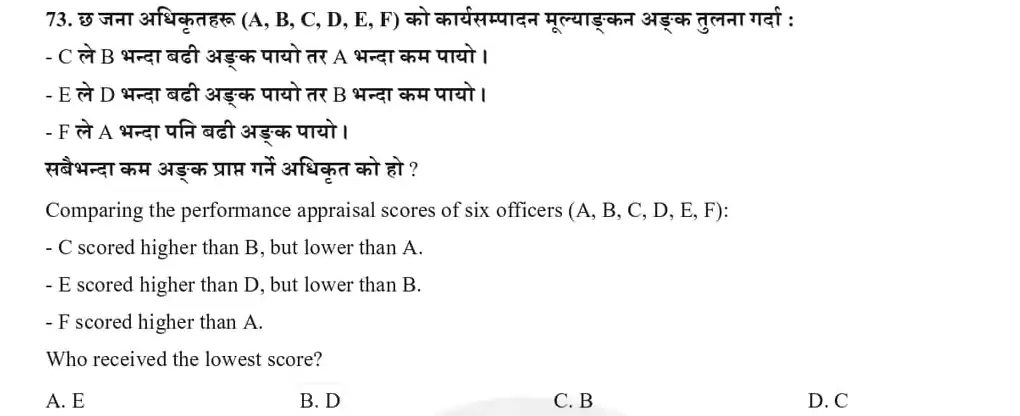 73. छ जना अधिकृतहरू (A, B, C, D, E, F) को कार्यसम्पादन मूल्याङ्कन अङ्क तुलना गर्दा :
- C ले B भन्दा बढी अङ्क पायो तर A भन्दा कम पायो ।
- E ले D भन्दा बढी अङ्क पायो तर B भन्दा कम पायो ।
- F ले A भन्दा पनि बढी अङ्क पायो ।
सबैभन्दा कम अङ्क प्राप्त गर्ने अधिकृत को हो ?
Comparing the performance appraisal scores of six officers (A, B, C, D, E, F):
- C scored higher than B, but lower than A.
- E scored higher than D, but lower than B.
- F scored higher than A.
Who received the lowest score?
A. E B. D C. B D. C